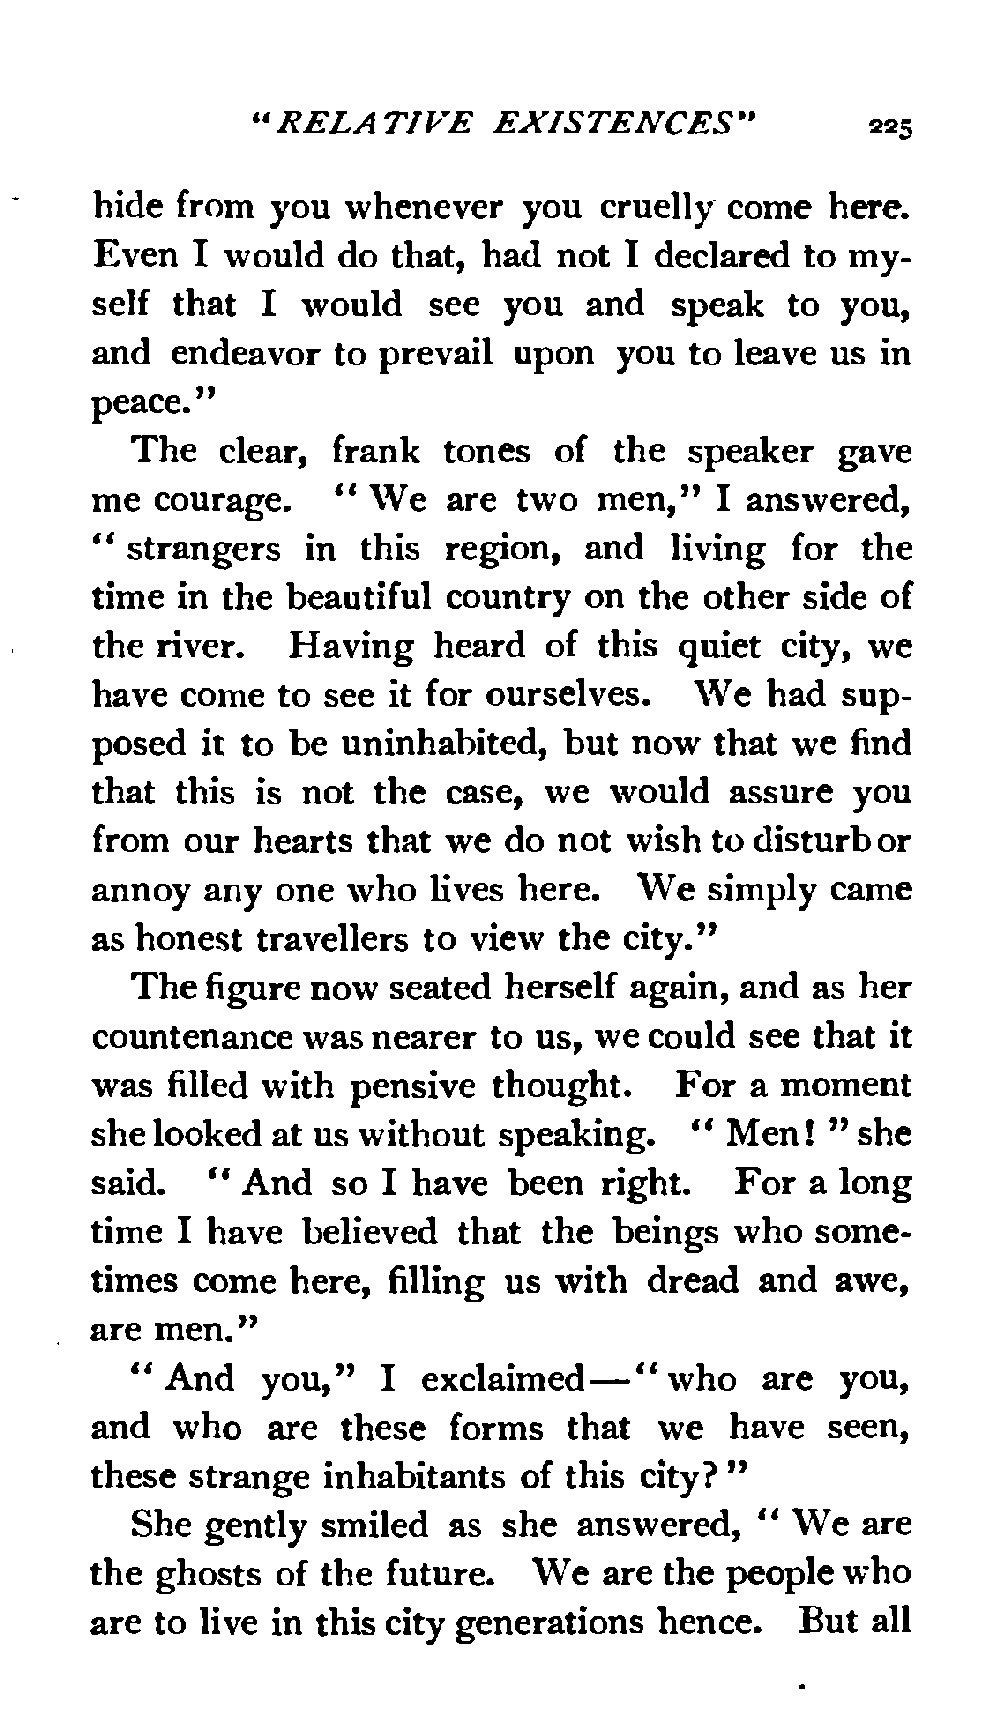 "RELATIVE EXISTENCES" 225
hide from you whenever you cruelly come here.
Even I would do that, had not I declared to my-
self that I would see you and speak to you,
and endeavor to prevail upon you to leave us in
peace."
The clear, frank tones of the speaker gave
me courage. "We are two men," I answered,
"strangers in this region, and living for the
time in the beautiful country on the other side of
the river. Having heard of this quiet city, we
have come to see it for ourselves. We had sup-
posed it to be uninhabited, but now that we find
that this is not the case, we would assure you
from our hearts that we do not wish to disturb or
annoy any one who lives here. We simply came
as honest travellers to view the city."
The figure now seated herself again, and as her
countenance was nearer to us, we could see that it
was filled with pensive thought. For a moment
she looked at us without speaking. "Men!" she
said. "And so I have been right. For a long
time I have believed that the beings who some-
times come here, filling us with dread and awe,
are men."
"And you," I exclaimed—"who are you,
and who are these forms that we have seen,
these strange inhabitants of this city?"
She gently smiled as she answered, "We are
the ghosts of the future. We are the people who
are to live in this city generations hence. But all